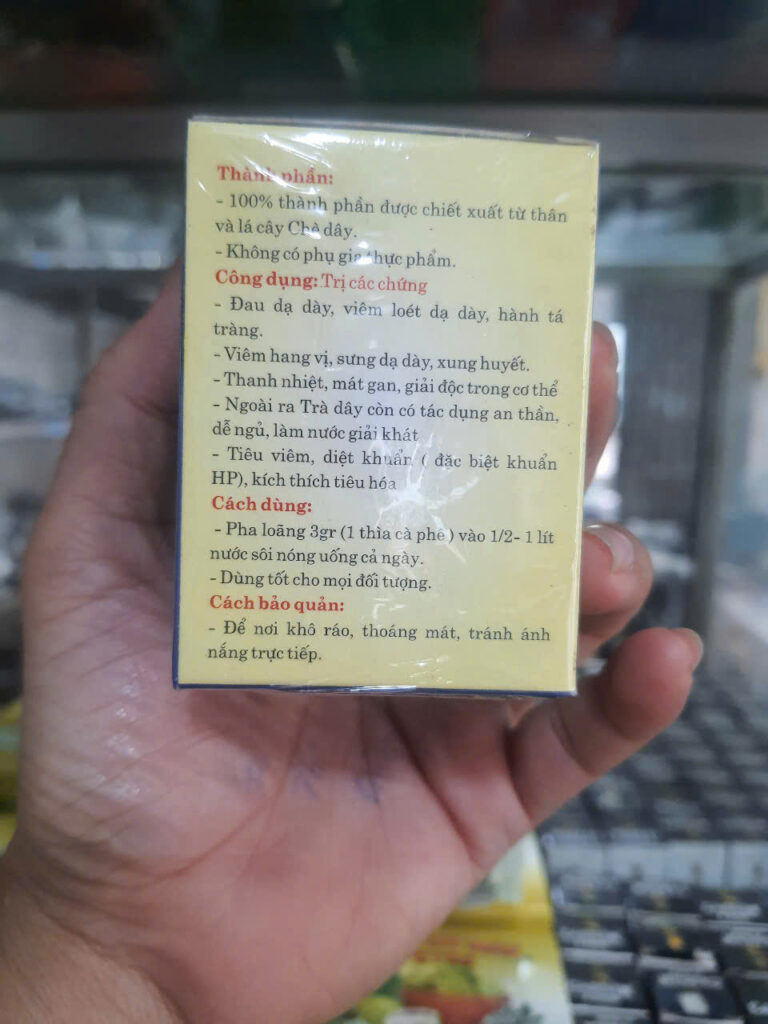 Thành phần:
- 100% thành phần được chiết xuất từ thân
và lá cây Chè dây.
- Không có phụ gia thực phẩm.
Công dụng: Trị các chứng
- Đau dạ dày, viêm loét dạ dày, hành tá
tràng.
- Viêm hang vị, sưng dạ dày, xung huyết.
- Thanh nhiệt, mát gan, giải độc trong cơ thể
- Ngoài ra Trà dây còn có tác dụng an thần,
dễ ngủ, làm nước giải khát
- Tiêu viêm, diệt khuẩn ( đặc biệt khuẩn
HP), kích thích tiêu hóa
Cách dùng:
- Pha loãng 3gr (1 thìa cà phê ) vào 1/2- 1 lít
nước sôi nóng uống cả ngày.
- Dùng tốt cho mọi đối tượng.
Cách bảo quản:
- Để nơi khô ráo, thoáng mát, tránh ánh
nắng trực tiếp.